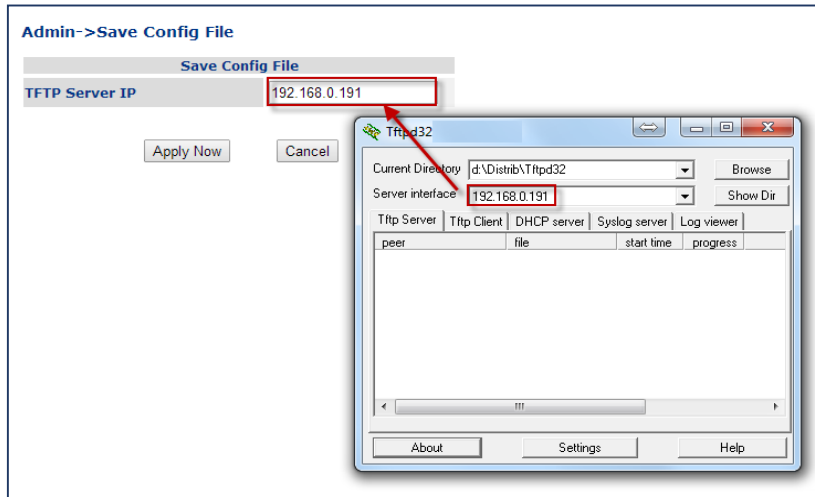 Admin->Save Config File
Save Config File
TFTP Server IP 192.168.0.191
Apply Now Cancel
Tftpd32
Current Directory d:\Distrib\Tftpd32 Browse
Server interface 192.168.0.191 Show Dir
Tftp Server Tftp Client DHCP server Syslog server Log viewer
peer file start time progress
About Settings Help